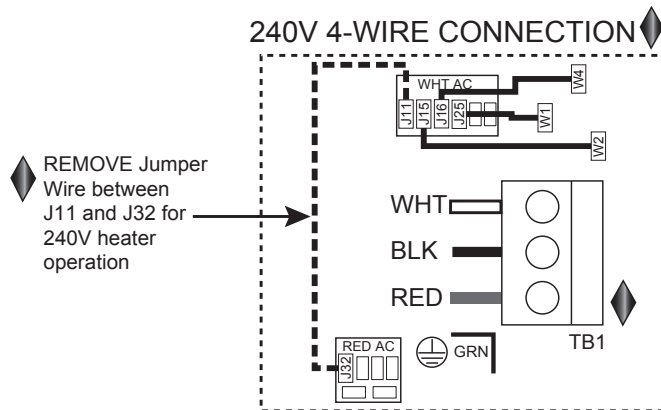 240V 4-WIRE CONNECTION
WHT AC
J11
J15
J16
J25
W4
W1
W2
REMOVE Jumper
Wire between
J11 and J32 for
240V heater
operation
WHT
BLK
RED
TB1
RED AC
J32
GRN